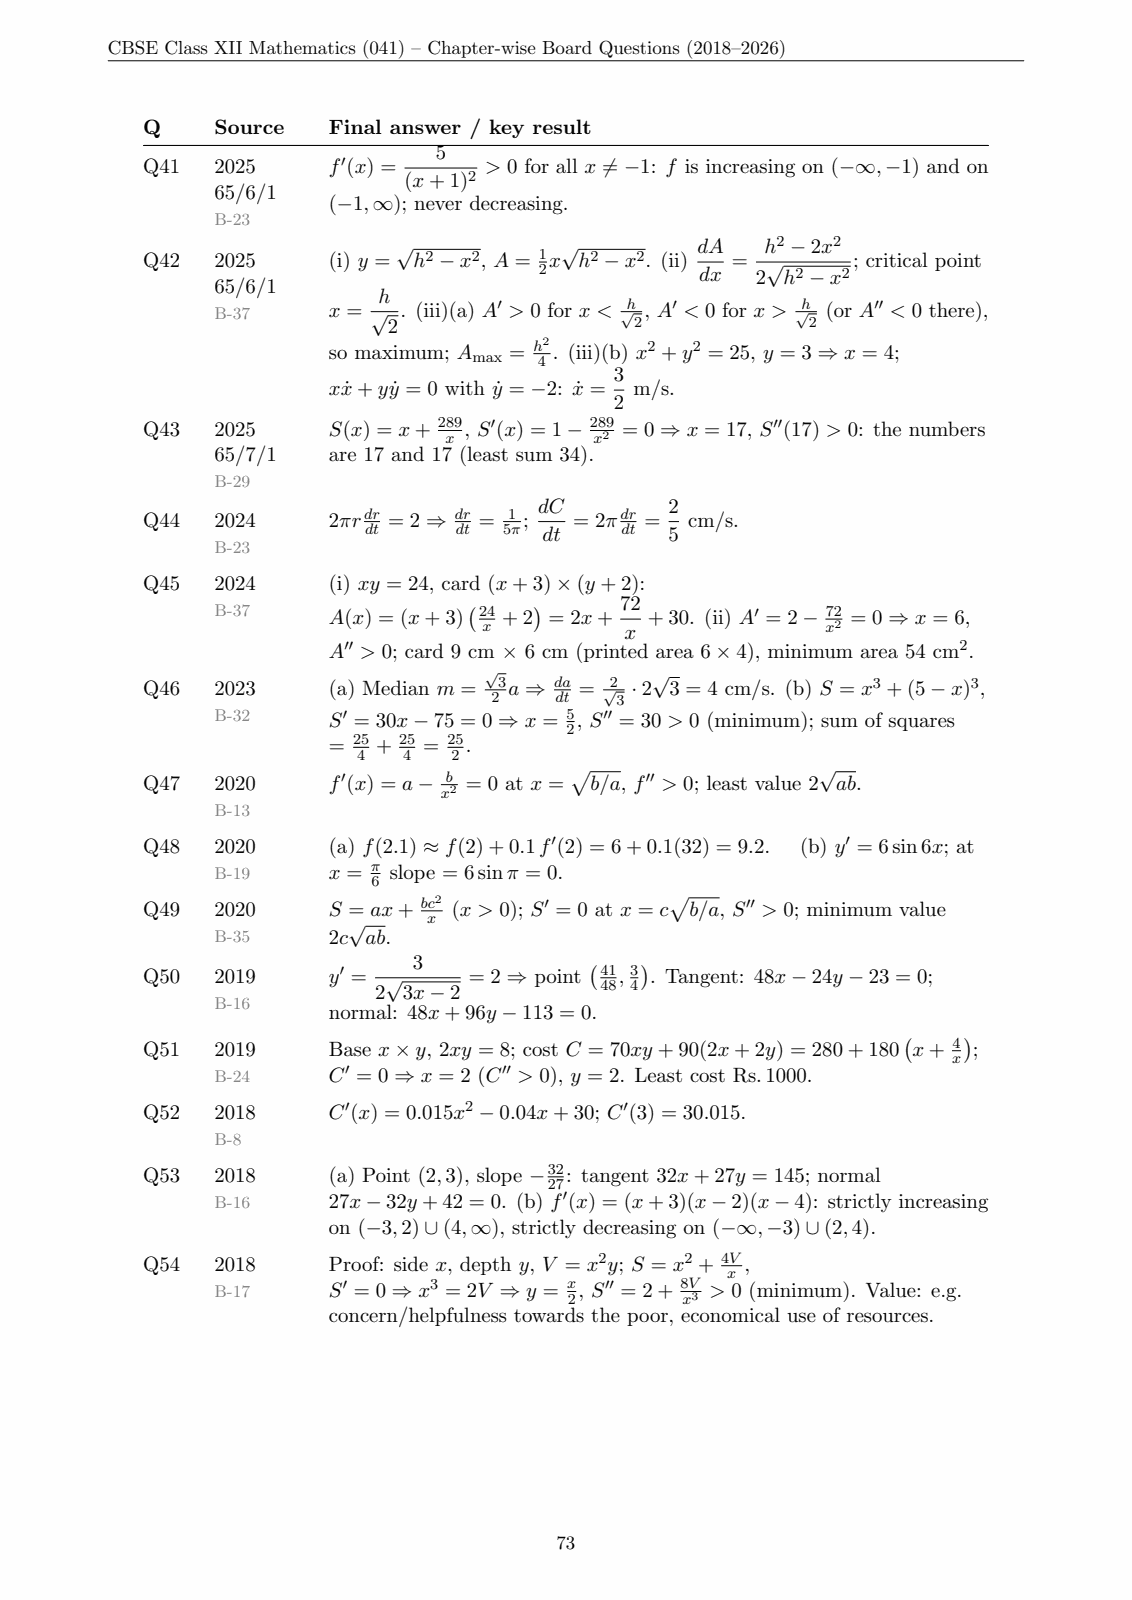 CBSE Class XII Mathematics (041) – Chapter-wise Board Questions (2018–2026)
Q Source Final answer / key result
Q41 2025 65/6/1 B-23 f′(x) = 5/(x + 1)² > 0 for all x ≠ −1: f is increasing on (−∞, −1) and on
(−1, ∞); never decreasing.
Q42 2025 65/6/1 B-37 (i) y = √(h² − x²), A = ½x√(h² − x²). (ii) dA/dx = (h² − 2x²)/(2√(h² − x²)); critical point
x = h/√2. (iii)(a) A′ > 0 for x < h/√2, A′ < 0 for x > h/√2 (or A″ < 0 there),
so maximum; Amax = h²/4. (iii)(b) x² + y² = 25, y = 3 ⇒ x = 4;
xẋ + yẏ = 0 with ẏ = −2: ẋ = 3/2 m/s.
Q43 2025 65/7/1 B-29 S(x) = x + 289/x, S′(x) = 1 − 289/x² = 0 ⇒ x = 17, S″(17) > 0: the numbers
are 17 and 17 (least sum 34).
Q44 2024 B-23 2πr dr/dt = 2 ⇒ dr/dt = 1/5π; dC/dt = 2π dr/dt = 2/5 cm/s.
Q45 2024 B-37 (i) xy = 24, card (x + 3) × (y + 2):
A(x) = (x + 3)(24/x + 2) = 2x + 72/x + 30. (ii) A′ = 2 − 72/x² = 0 ⇒ x = 6,
A″ > 0; card 9 cm × 6 cm (printed area 6 × 4), minimum area 54 cm².
Q46 2023 B-32 (a) Median m = √3/2 a ⇒ da/dt = 2/√3 · 2√3 = 4 cm/s. (b) S = x³ + (5 − x)³,
S′ = 30x − 75 = 0 ⇒ x = 5/2, S″ = 30 > 0 (minimum); sum of squares
= 25/4 + 25/4 = 25/2.
Q47 2020 B-13 f′(x) = a − b/x² = 0 at x = √(b/a), f″ > 0; least value 2√(ab).
Q48 2020 B-19 (a) f(2.1) ≈ f(2) + 0.1 f′(2) = 6 + 0.1(32) = 9.2. (b) y′ = 6 sin 6x; at
x = π/6 slope = 6 sin π = 0.
Q49 2020 B-35 S = ax + bc²/x (x > 0); S′ = 0 at x = c√(b/a), S″ > 0; minimum value
2c√(ab).
Q50 2019 B-16 y′ = 3/(2√(3x − 2)) = 2 ⇒ point (41/48, 3/4). Tangent: 48x − 24y − 23 = 0;
normal: 48x + 96y − 113 = 0.
Q51 2019 B-24 Base x × y, 2xy = 8; cost C = 70xy + 90(2x + 2y) = 280 + 180(x + 4/x);
C′ = 0 ⇒ x = 2 (C″ > 0), y = 2. Least cost Rs. 1000.
Q52 2018 B-8 C′(x) = 0.015x² − 0.04x + 30; C′(3) = 30.015.
Q53 2018 B-16 (a) Point (2, 3), slope −32/27: tangent 32x + 27y = 145; normal
27x − 32y + 42 = 0. (b) f′(x) = (x + 3)(x − 2)(x − 4): strictly increasing
on (−3, 2) ∪ (4, ∞), strictly decreasing on (−∞, −3) ∪ (2, 4).
Q54 2018 B-17 Proof: side x, depth y, V = x²y; S = x² + 4V/x,
S′ = 0 ⇒ x³ = 2V ⇒ y = x/2, S″ = 2 + 8V/x³ > 0 (minimum). Value: e.g.
concern/helpfulness towards the poor, economical use of resources.
73